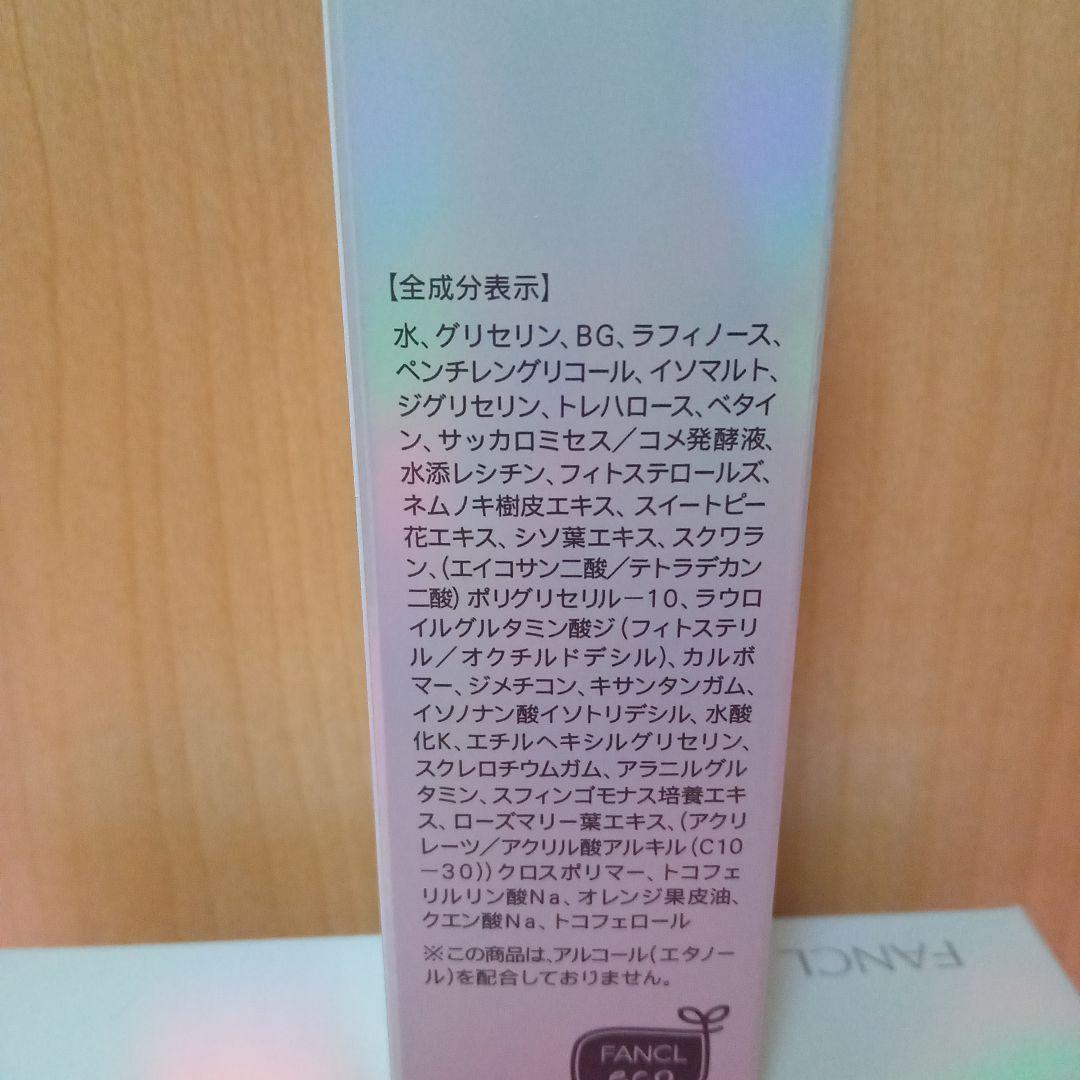 【全成分表示】
水、グリセリン、BG、ラフィノース、
ペンチレングリコール、イソマルト、
ジグリセリン、トレハロース、ベタイ
ン、サッカロミセス／コメ発酵液、
水添レシチン、フィトステロールズ、
ネムノキ樹皮エキス、スイートピー
花エキス、シソ葉エキス、スクワラ
ン、(エイコサン二酸／テトラデカン
二酸)ポリグリセリル－10、ラウロ
イルグルタミン酸ジ(フィトステリ
ル／オクチルドデシル)、カルボ
マー、ジメチコン、キサンタンガム、
イソノナン酸イソトリデシル、水酸
化K、エチルヘキシルグリセリン、
スクレロチウムガム、アラニルグル
タミン、スフィンゴモナス培養エキ
ス、ローズマリー葉エキス、(アクリ
レーツ／アクリル酸アルキル(C10
－30))クロスポリマー、トコフェ
リルリン酸Na、オレンジ果皮油、
クエン酸Na、トコフェロール
※この商品は、アルコール(エタノー
ル)を配合しておりません。
FANCL
eco
FANCL